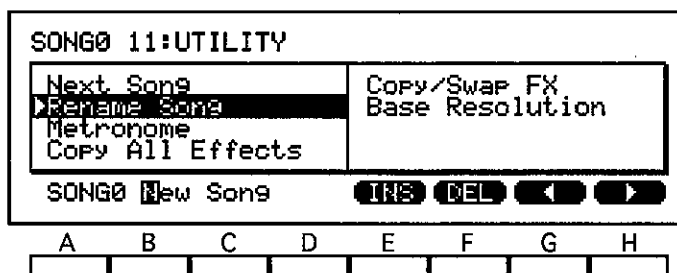 SONG0 11:UTILITY
Next Song
Rename Song
Metronome
Copy All Effects
Copy/Swap FX
Base Resolution
SONG0 New Song INS DEL
A B C D E F G H